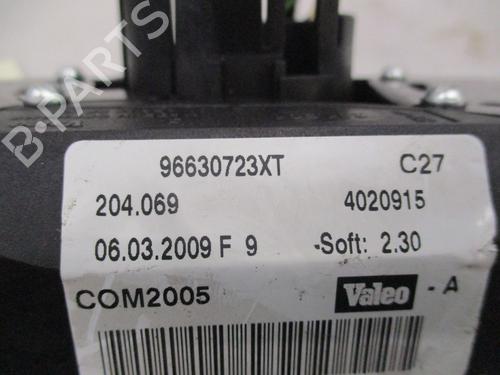 B-PARTS
96630723XT C27
204.069 4020915
06.03.2009 F 9 -Soft: 2.30
COM2005 Valeo - A